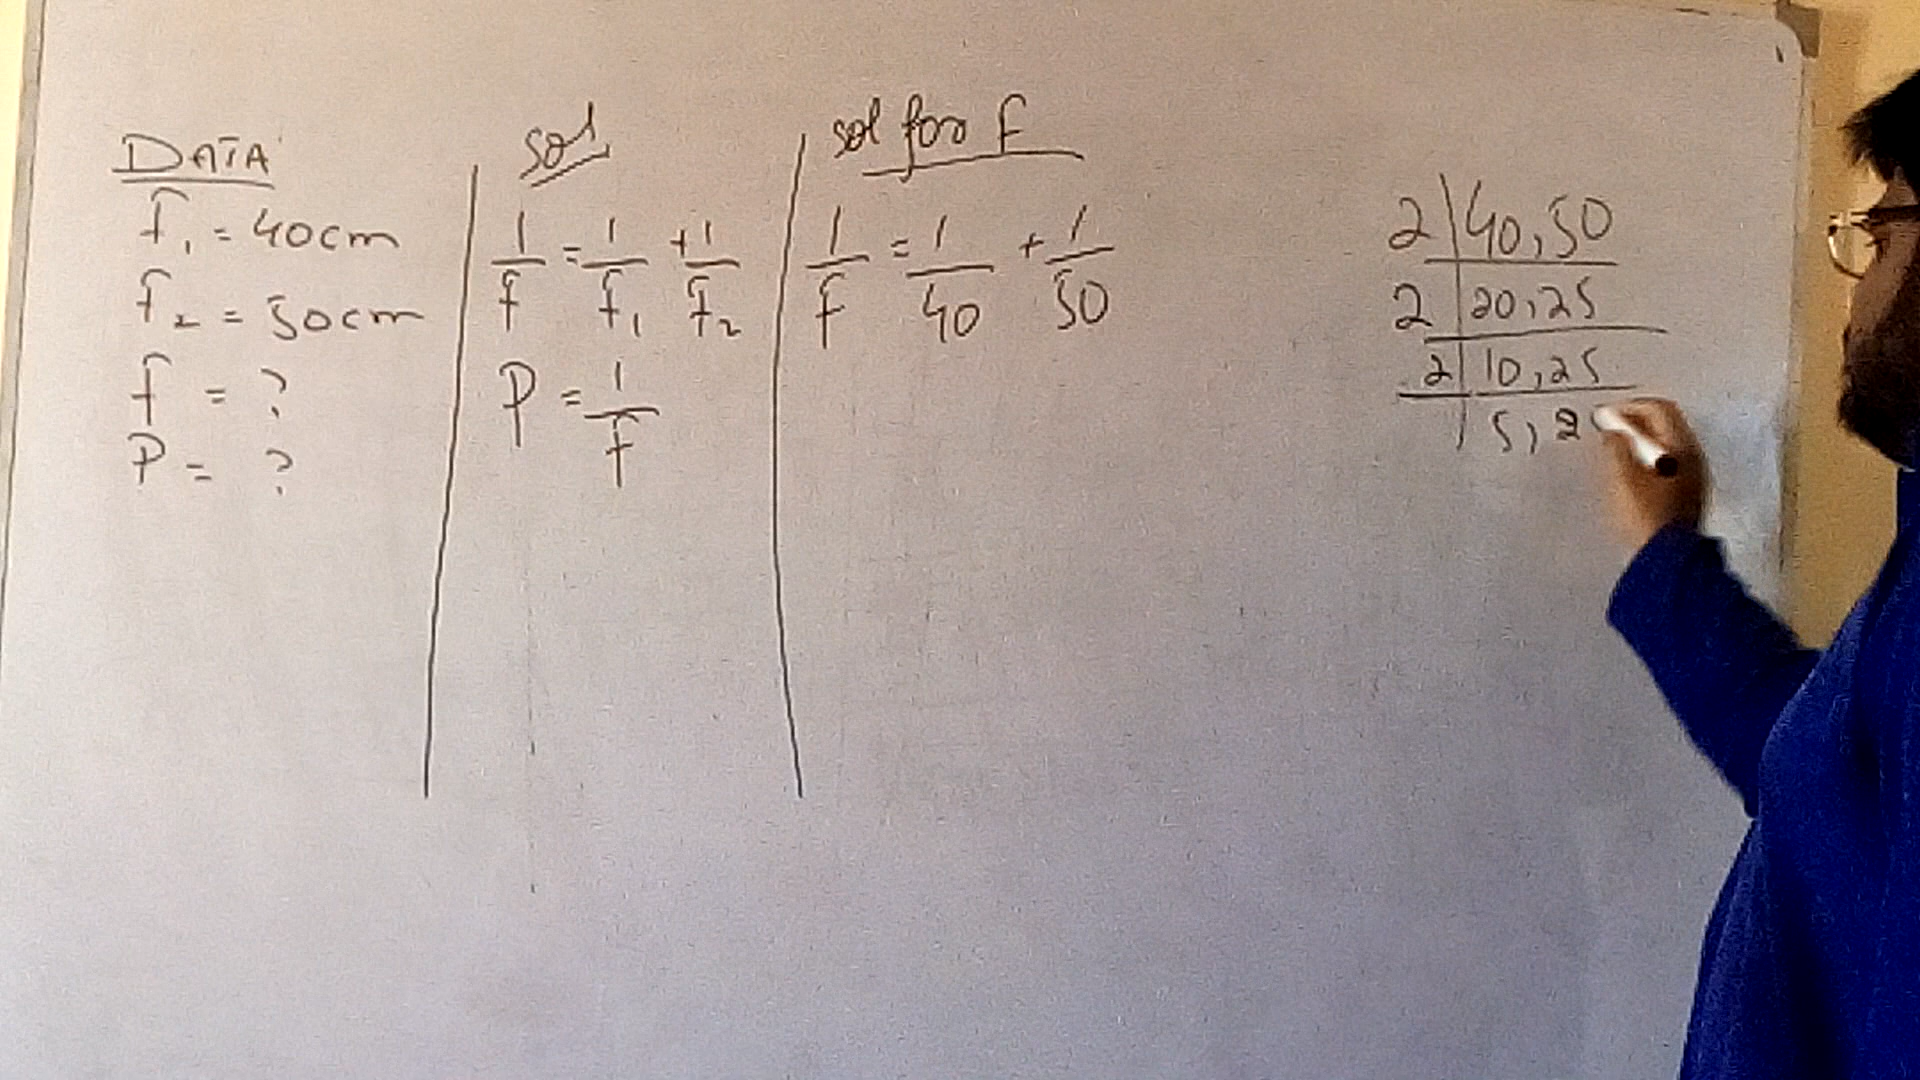 DATA
f₁ = 40cm
f₂ = 50cm
f = ?
P = ?
sol
1/f = 1/f₁ + 1/f₂
P = 1/f
sol for f
1/f = 1/40 + 1/50
2 | 40, 50
2 | 20, 25
2 | 10, 25
| 5, 2